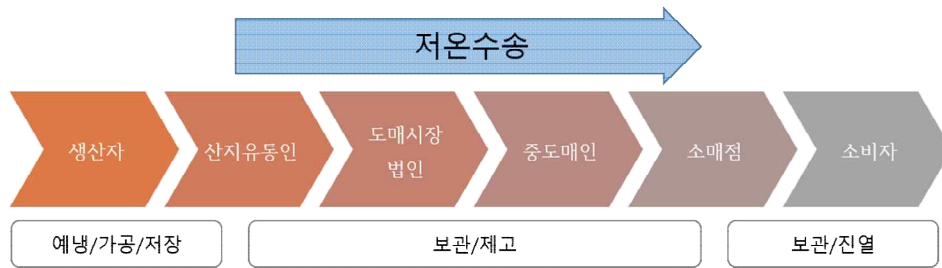 저온수송
생산자
산지유통인
도매시장
법인
중도매인
소매점
소비자
예냉/가공/저장
보관/제고
보관/진열